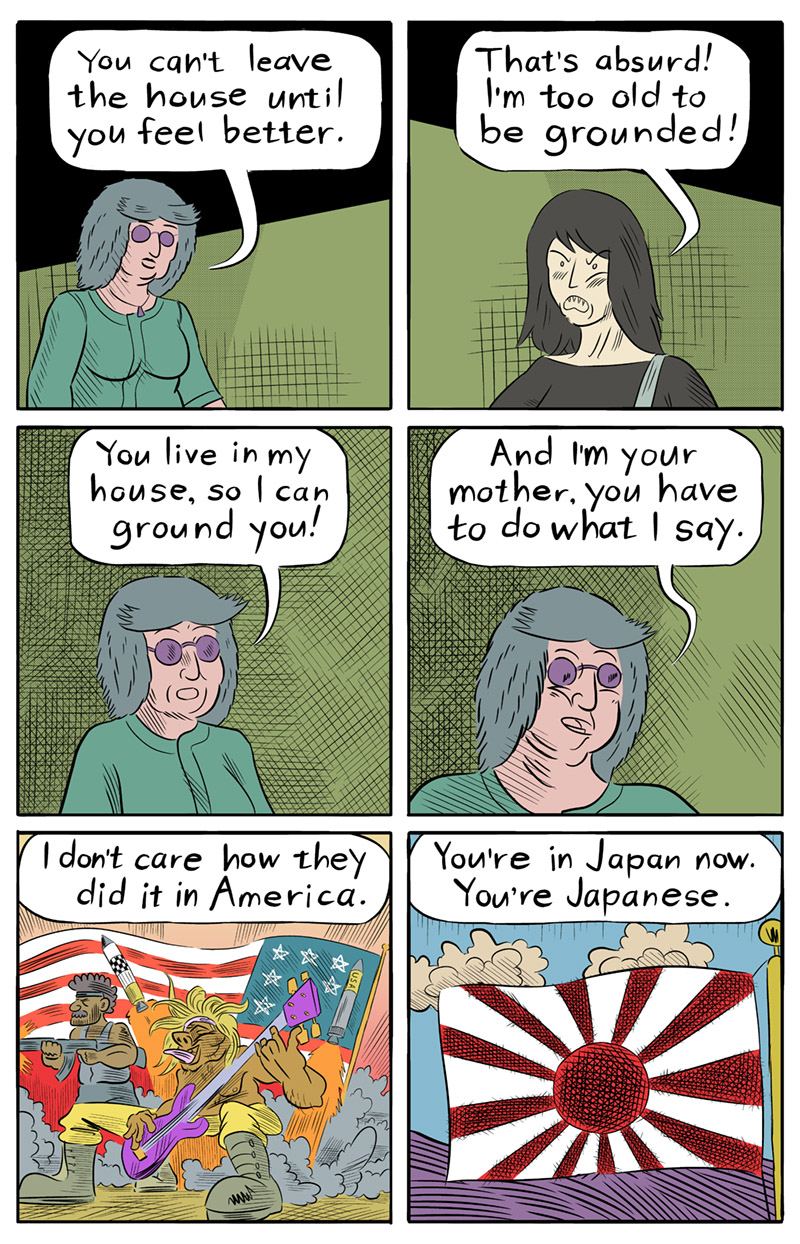 You can't leave
the house until
you feel better.
That's absurd!
I'm too old to
be grounded!
You live in my
house, so I can
ground you!
And I'm your
mother, you have
to do what I say.
I don't care how they
did it in America.
USA
You're in Japan now.
You're Japanese.